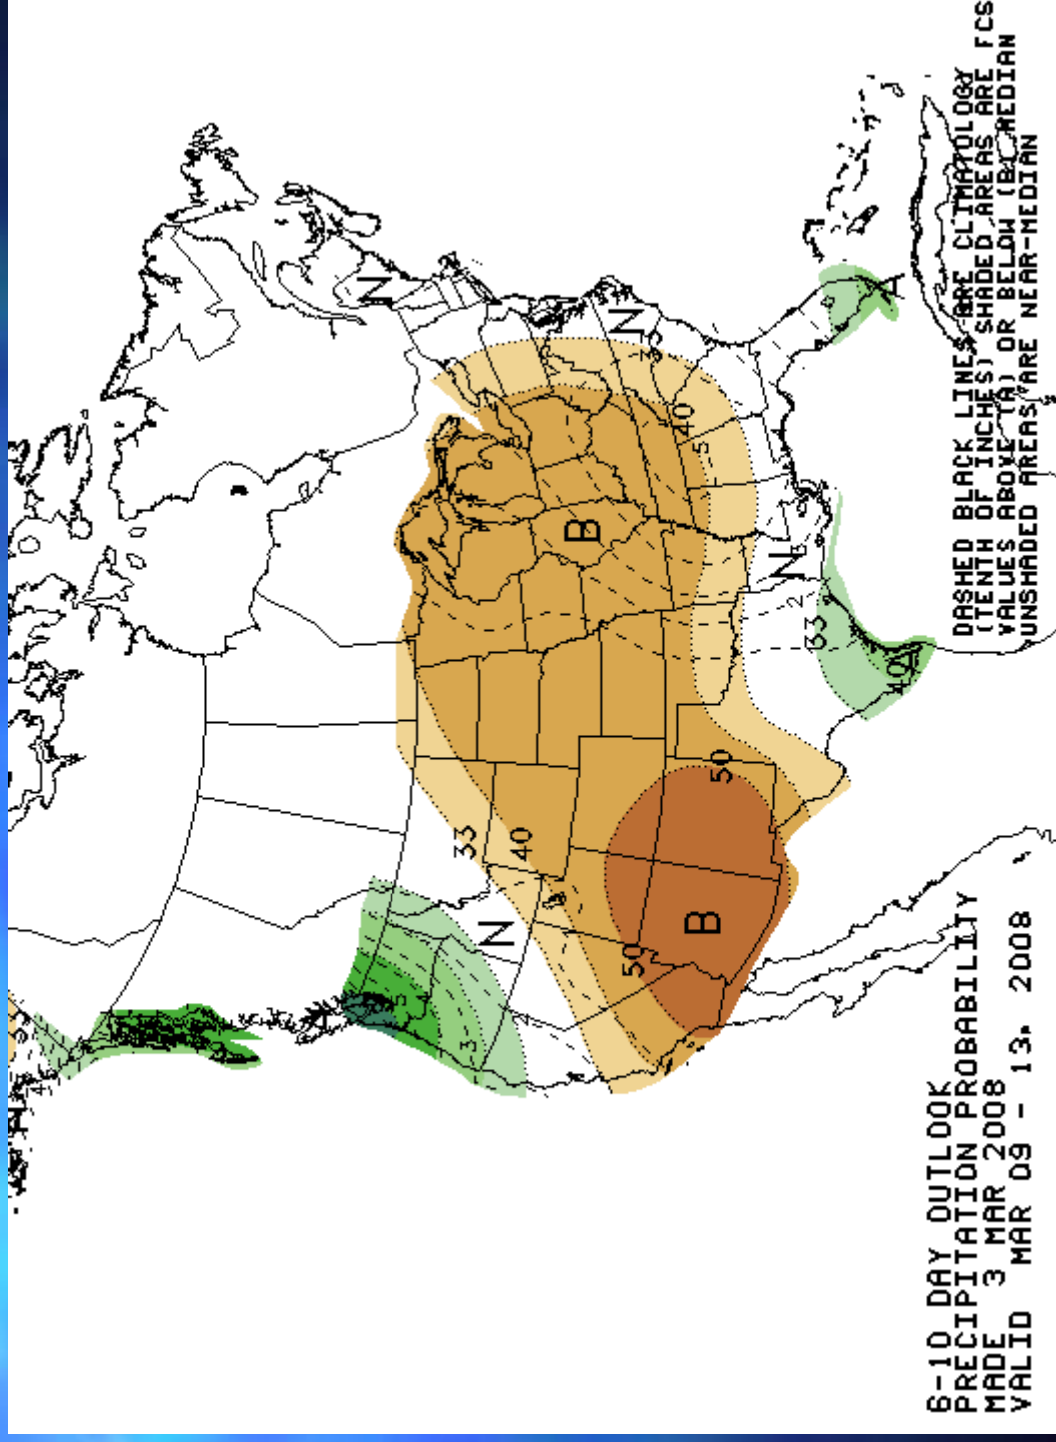 6-10 DAY OUTLOOK
PRECIPITATION PROBABILITY
MADE 3 MAR 2008
VALID MAR 09 - 13, 2008
DASHED BLACK LINES ARE CLIMATOLOGY
(TENTH OF INCHES) SHADED AREAS ARE FCST
VALUES ABOVE (A) OR BELOW (B) MEDIAN
UNSHADED AREAS ARE NEAR-MEDIAN
N
33
40
50
B
50
B
N
N
N
33
40
A
A
33
40